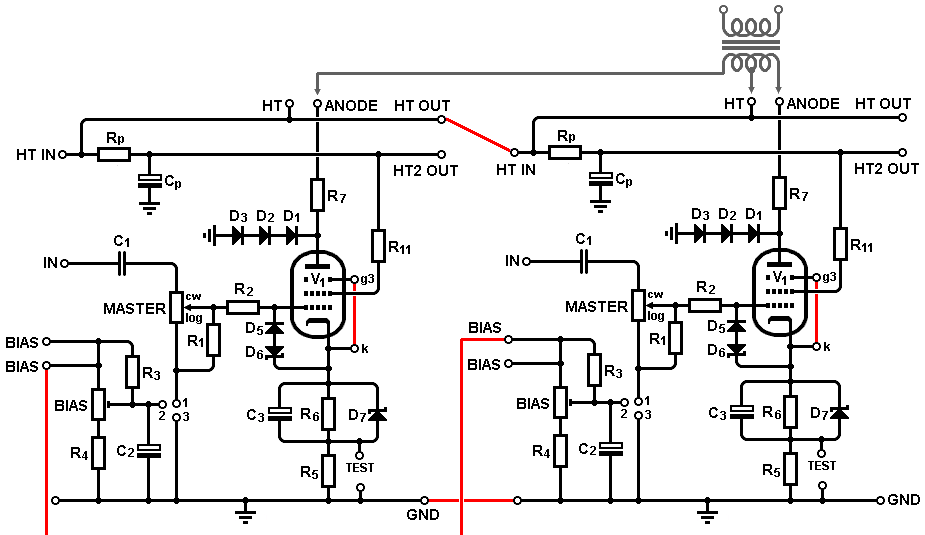 HT ANODE HT OUT HT ANODE HT OUT
Rp Rp
HT IN HT2 OUT HT IN HT2 OUT
Cp Cp
R7 R7
D3 D2 D1 D3 D2 D1
C1 R11 C1 R11
IN V1 g3 IN V1 g3
R2 R2
MASTER cw log MASTER cw log
D5 D5
BIAS R1 D6 k BIAS R1 D6 k
BIAS R3 BIAS R3
BIAS 2 1 3 C3 R6 D7 BIAS 2 1 3 C3 R6 D7
R4 C2 R5 TEST R4 C2 R5 TEST
GND GND